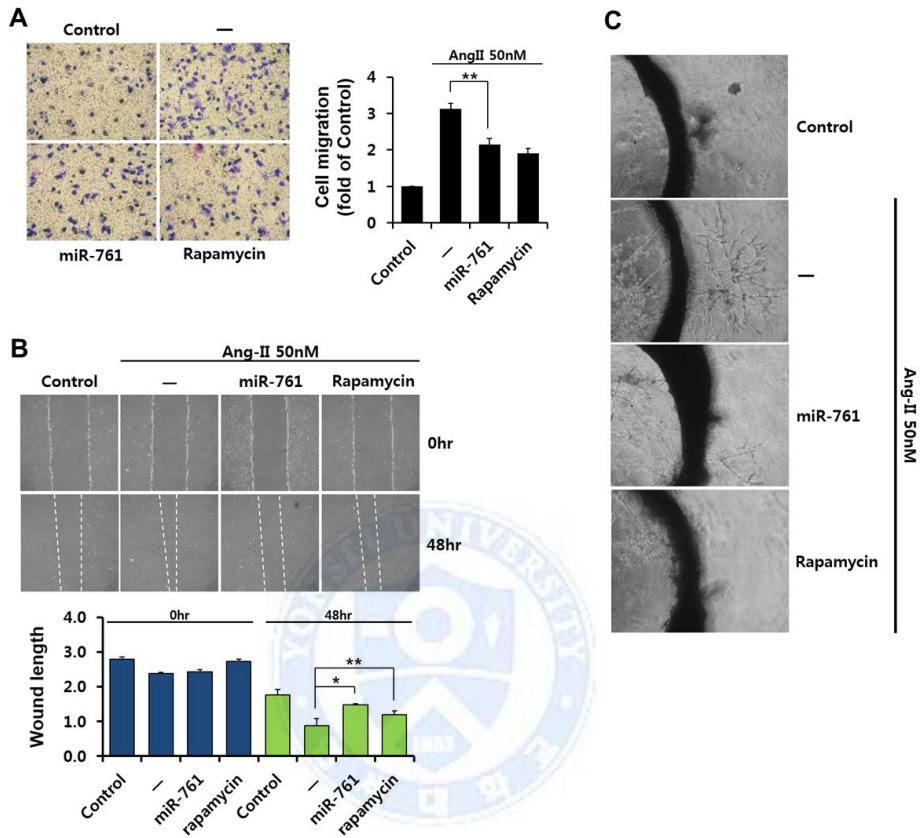 A
Control
—
miR-761
Rapamycin
AngII 50nM
**
Cell migration
(fold of Control)
4
3
2
1
0
Control
—
miR-761
Rapamycin
B
Ang-II 50nM
Control
—
miR-761
Rapamycin
0hr
48hr
0hr
48hr
Wound length
4.0
3.0
2.0
1.0
0.0
**
*
Control
—
miR-761
rapamycin
Control
—
miR-761
rapamycin
YONSEI UNIVERSITY
C
Control
—
miR-761
Rapamycin
Ang-II 50nM